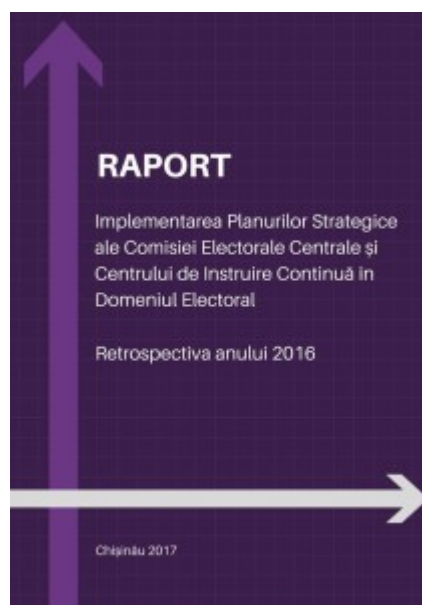 RAPORT
Implementarea Planurilor Strategice
ale Comisiei Electorale Centrale și
Centrului de Instruire Continuă in
Domeniul Electoral
Retrospectiva anului 2016
Chișinău 2017